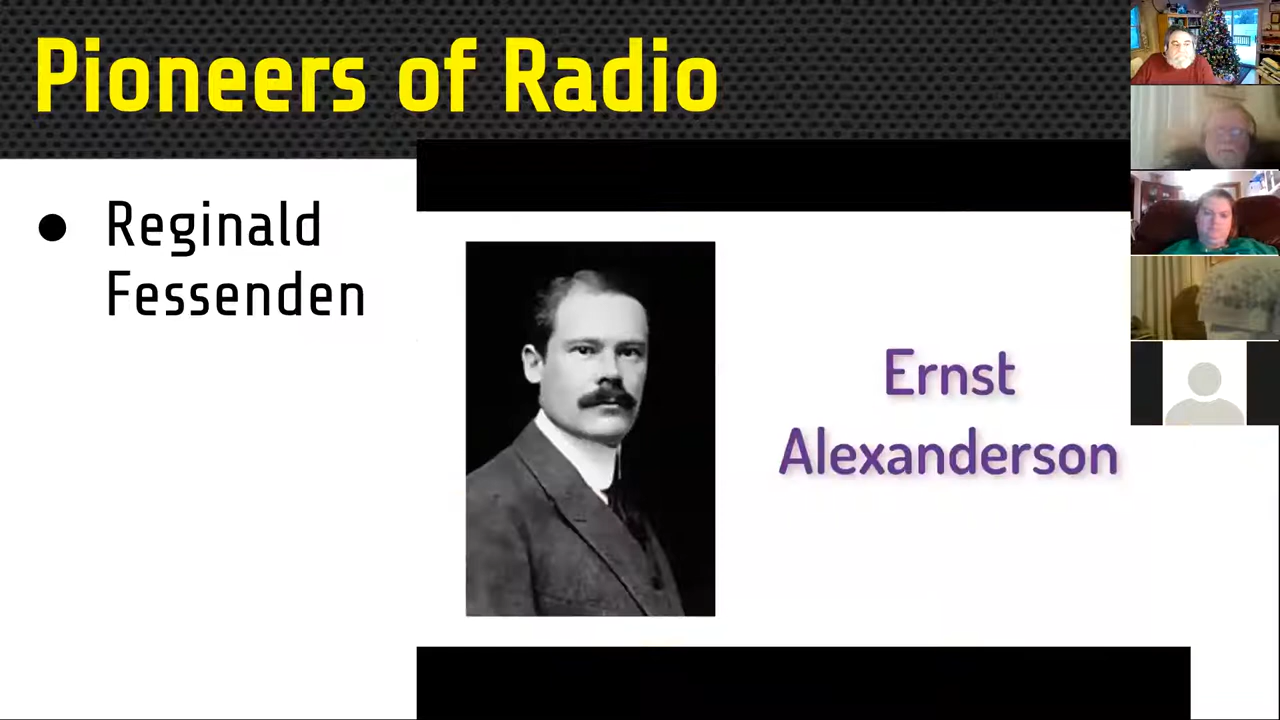 Pioneers of Radio
● Reginald
Fessenden
Ernst
Alexanderson